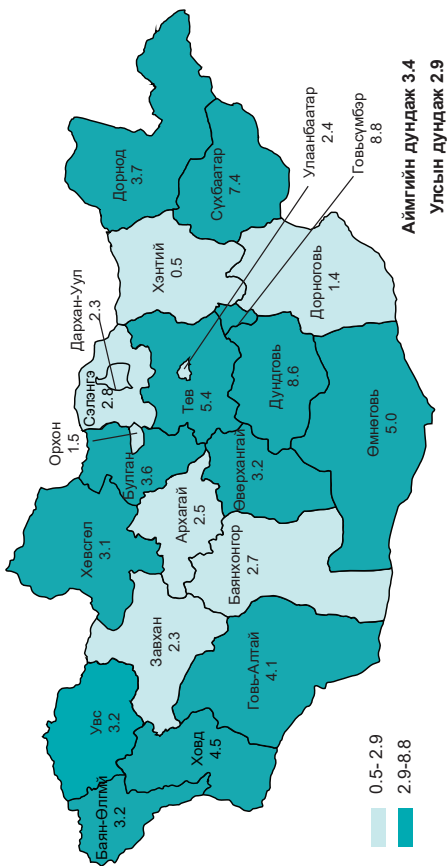 Баян-Өлгий
3.2
Увс
3.2
Ховд
4.5
Завхан
2.3
Говь-Алтай
4.1
Хөвсгөл
3.1
Архагай
2.5
Баянхонгор
2.7
Орхон
1.5
Булган
3.6
Өвөрхангай
3.2
Сэлэнгэ
2.8
Дархан-Уул
2.3
Төв
5.4
Дундговь
8.6
Өмнөговь
5.0
Хэнтий
0.5
Дорноговь
1.4
Дорнод
3.7
Сүхбаатар
7.4
Улаанбаатар
2.4
Говьсүмбэр
8.8
0.5- 2.9
2.9-8.8
Аймгийн дундаж 3.4
Улсын дундаж 2.9